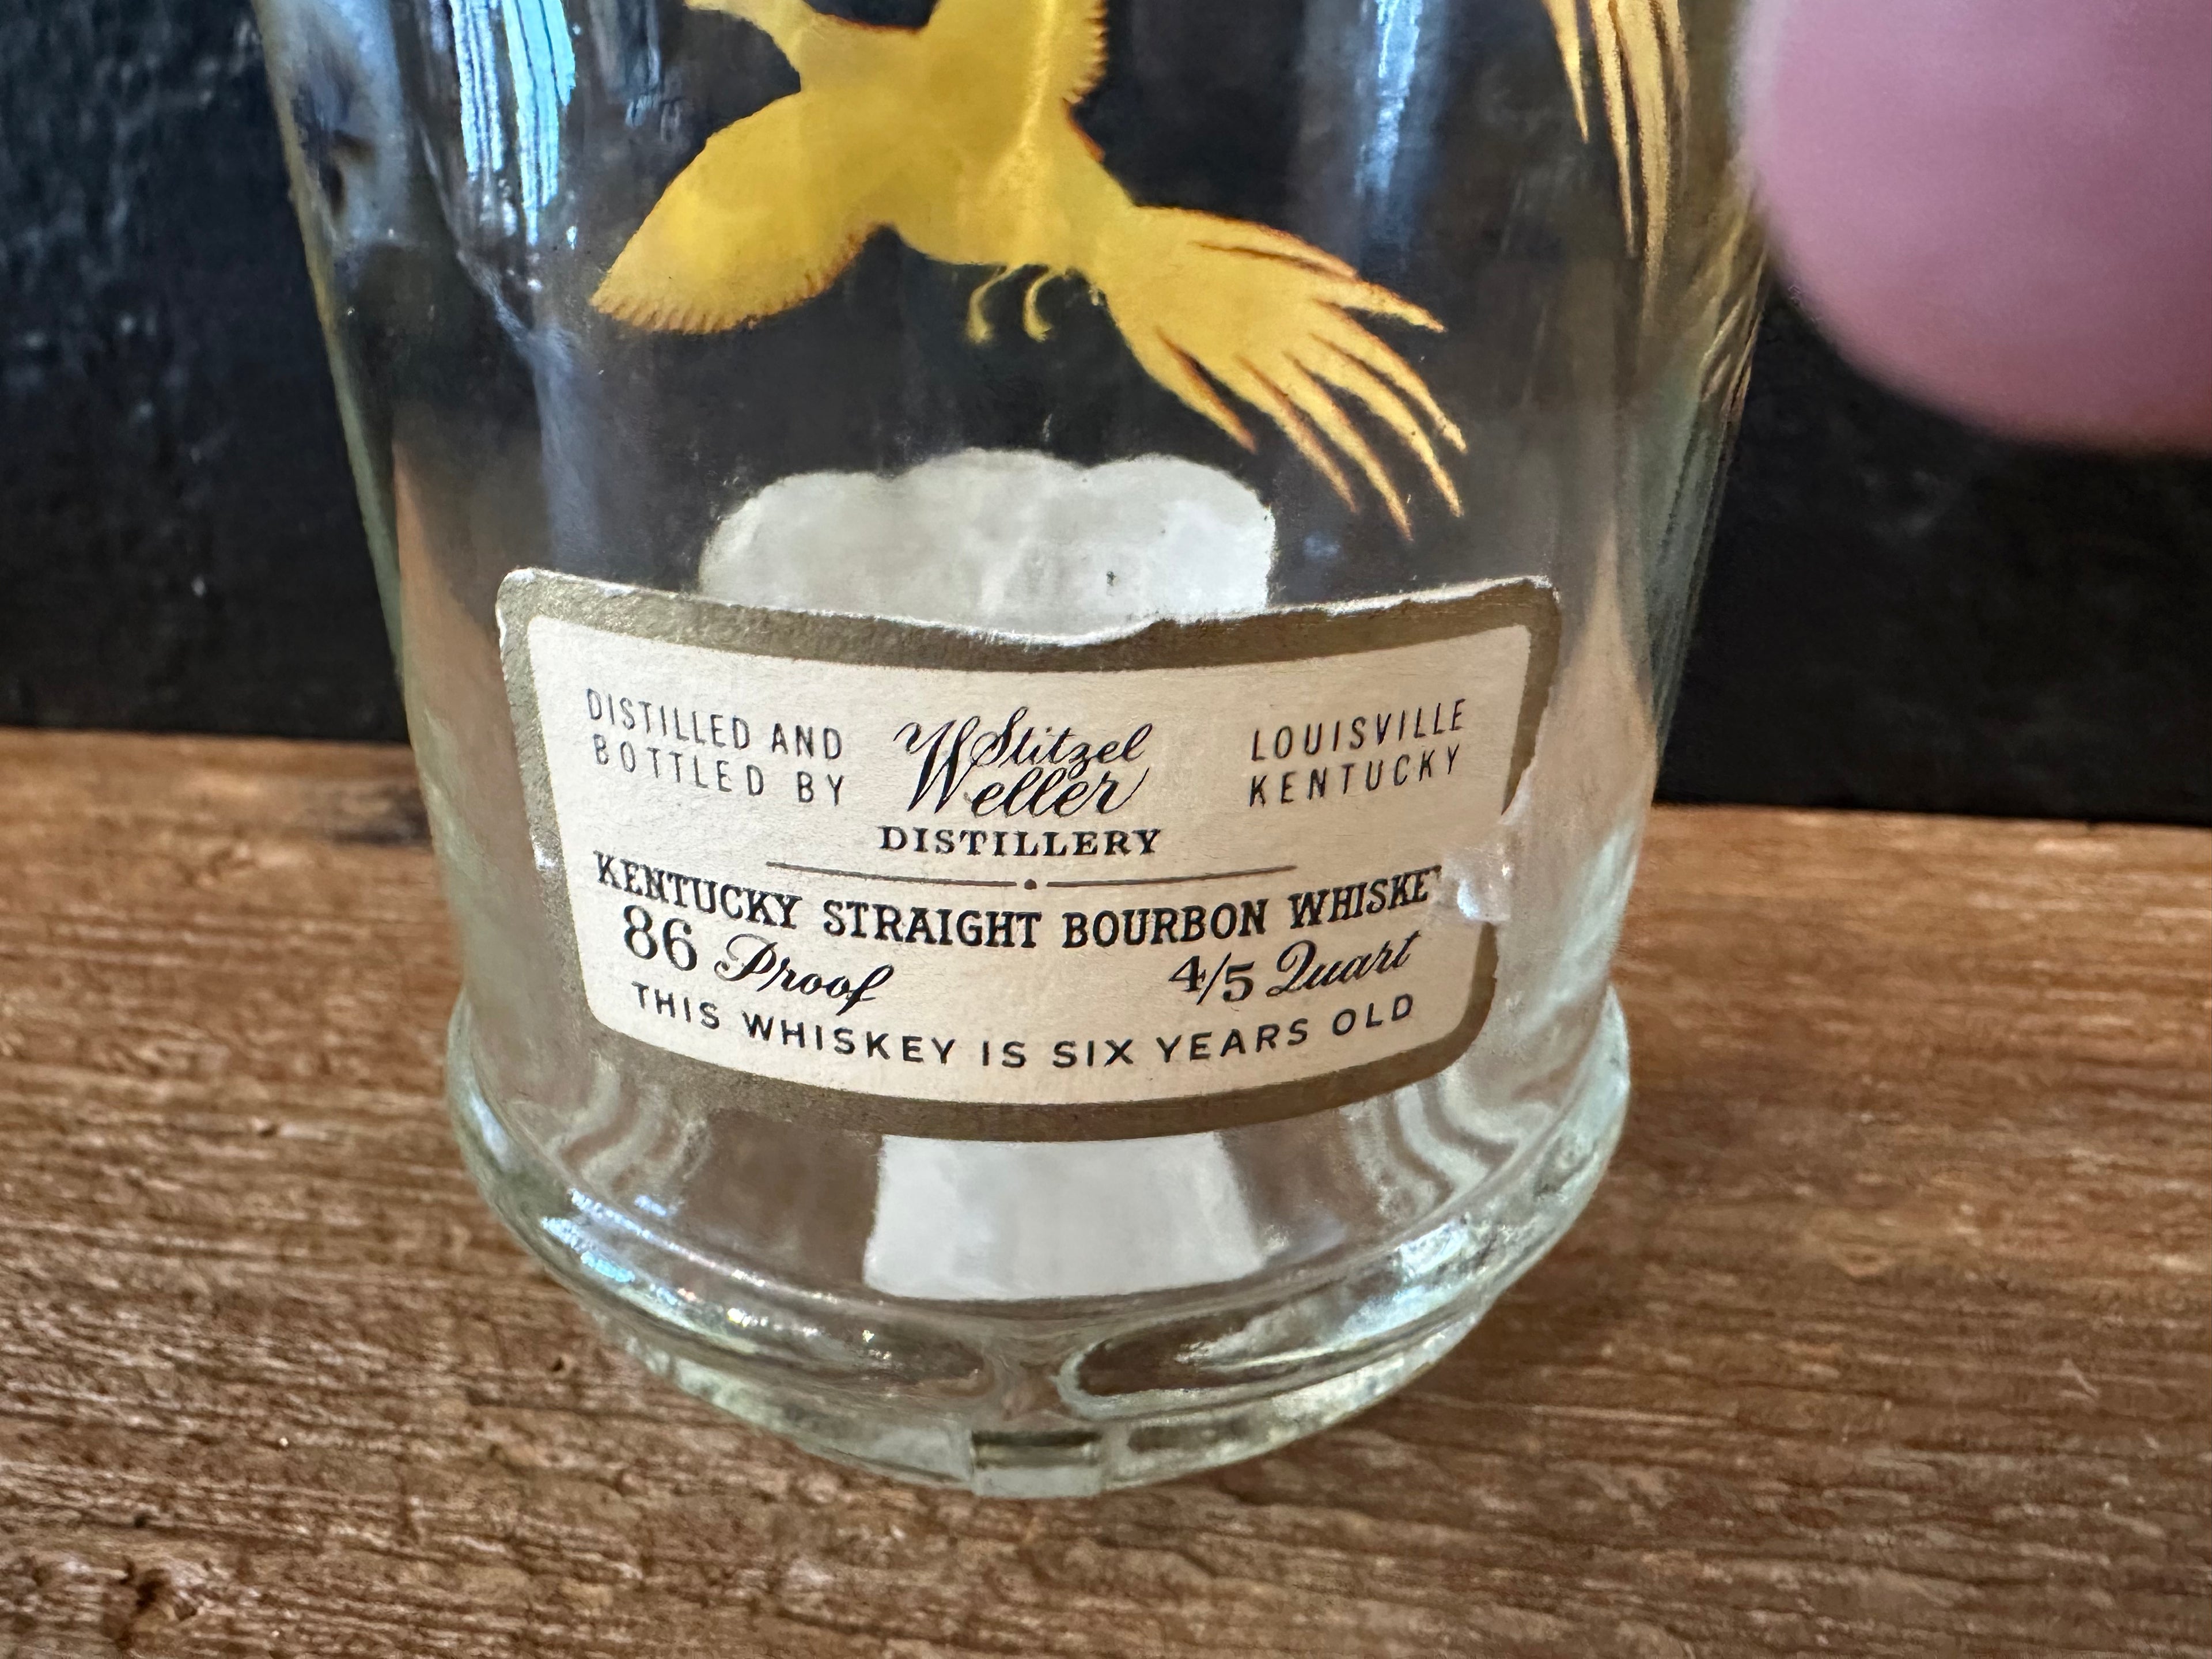 DISTILLED AND
BOTTLED BY
Stitzel
Weller
DISTILLERY
LOUISVILLE
KENTUCKY
KENTUCKY STRAIGHT BOURBON WHISKE
86 Proof
4/5 Quart
THIS WHISKEY IS SIX YEARS OLD